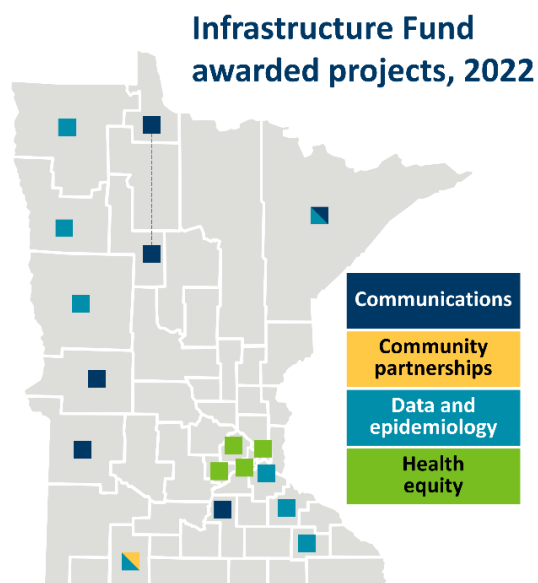 Infrastructure Fund
awarded projects, 2022
Communications
Community
partnerships
Data and
epidemiology
Health
equity